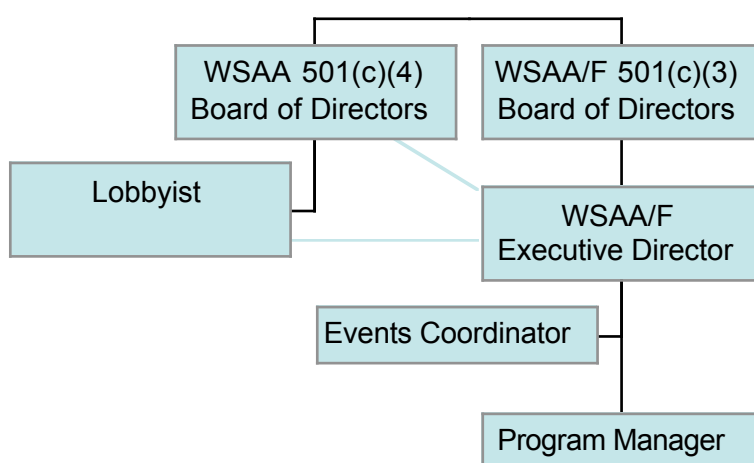 WSAA 501(c)(4)
Board of Directors
WSAA/F 501(c)(3)
Board of Directors
Lobbyist
WSAA/F
Executive Director
Events Coordinator
Program Manager